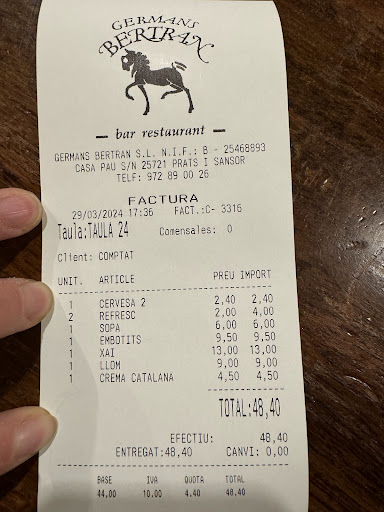 GERMANS
BERTRAN
— bar restaurant —
GERMANS BERTRAN S.L. N.I.F.: B - 25468893
CASA PAU S/N 25721 PRATS I SANSOR
TELF: 972 89 00 26
FACTURA
29/03/2024 17:36 FACT.:C- 3316
Taula:TAULA 24 Comensales: 0
Client: COMPTAT
UNIT. ARTICLE PREU IMPORT
1 CERVESA 2 2,40 2,40
2 REFRESC 2,00 4,00
1 SOPA 6,00 6,00
1 EMBOTITS 9,50 9,50
1 XAI 13,00 13,00
1 LLOM 9,00 9,00
1 CREMA CATALANA 4,50 4,50
TOTAL:48,40
EFECTIU: 48,40
ENTREGAT:48,40 CANVI: 0,00
BASE IVA QUOTA TOTAL
44.00 10.00 4.40 48.40